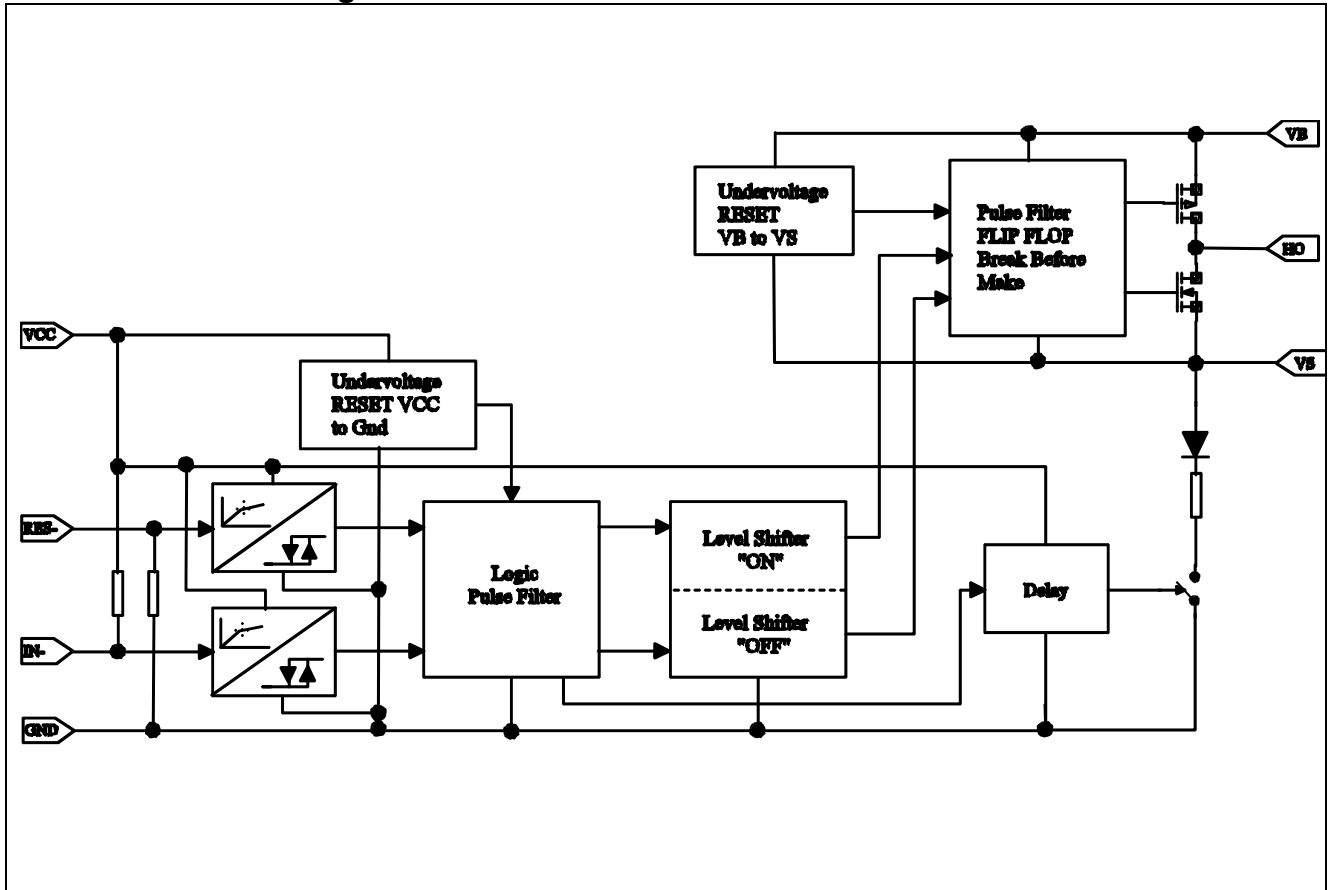 VB
Undervoltage
RESET
VB to VS
Pulse Filter
FLIP FLOP
Break Before
Make
HO
VCC
VS
Undervoltage
RESET VCC
to Gnd
RES-
Level Shifter
"ON"
Logic
Pulse Filter
Delay
Level Shifter
"OFF"
IN-
GND